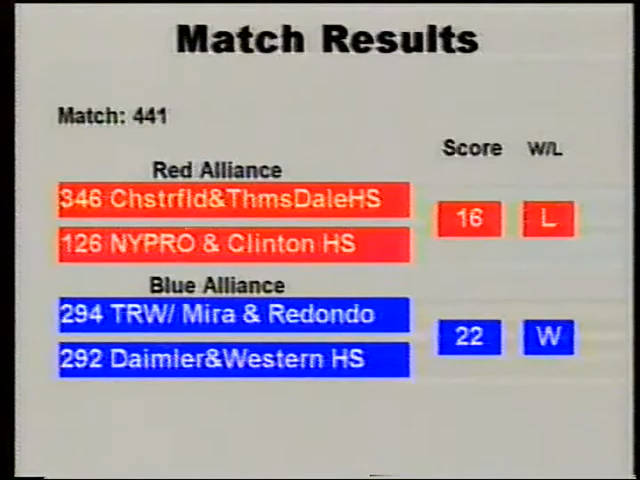 Match Results
Match: 441
Score W/L
Red Alliance
346 Chstrfld&ThmsDaleHS
16 L
126 NYPRO & Clinton HS
Blue Alliance
294 TRW/ Mira & Redondo
22 W
292 Daimler&Western HS